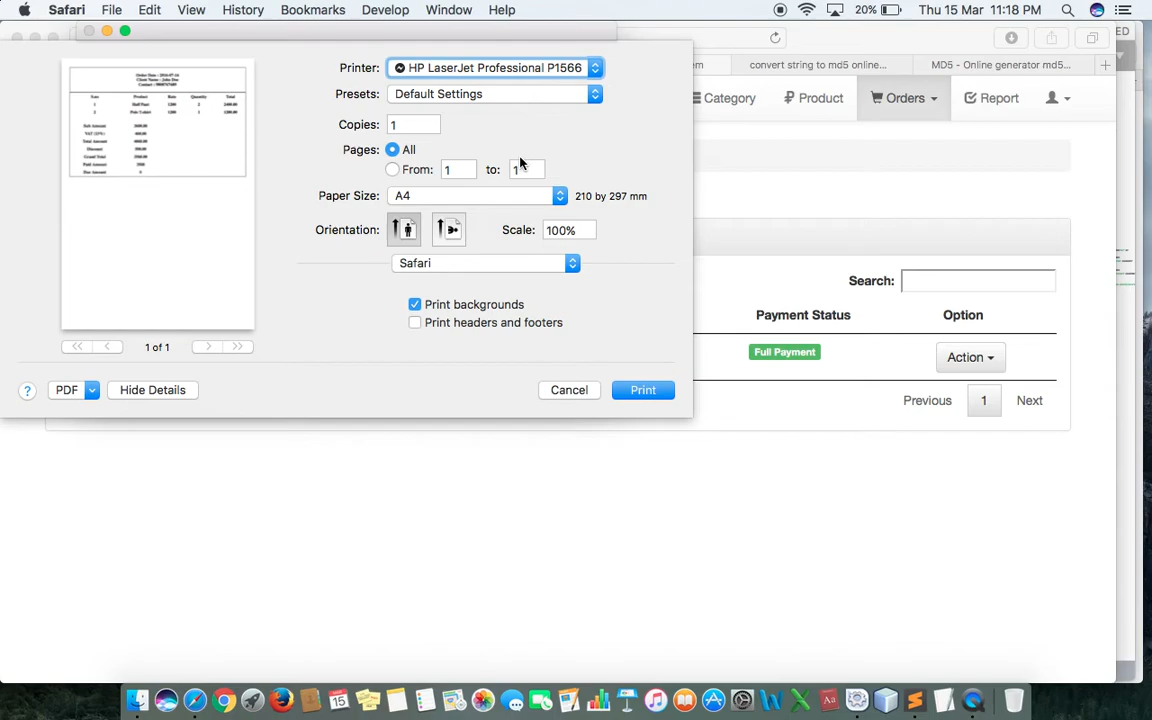 Safari File Edit View History Bookmarks Develop Window Help 20% Thu 15 Mar 11:18 PM
ED
Printer: HP LaserJet Professional P1566
em convert string to md5 online... MD5 - Online generator md5...
Presets: Default Settings
Category Product Orders Report
Copies: 1
Pages: All
From: 1 to: 1
Paper Size: A4 210 by 297 mm
Orientation: Scale: 100%
Safari
Search:
Print backgrounds
Payment Status Option
Print headers and footers
1 of 1
Full Payment Action
? PDF Hide Details Cancel Print
Previous 1 Next